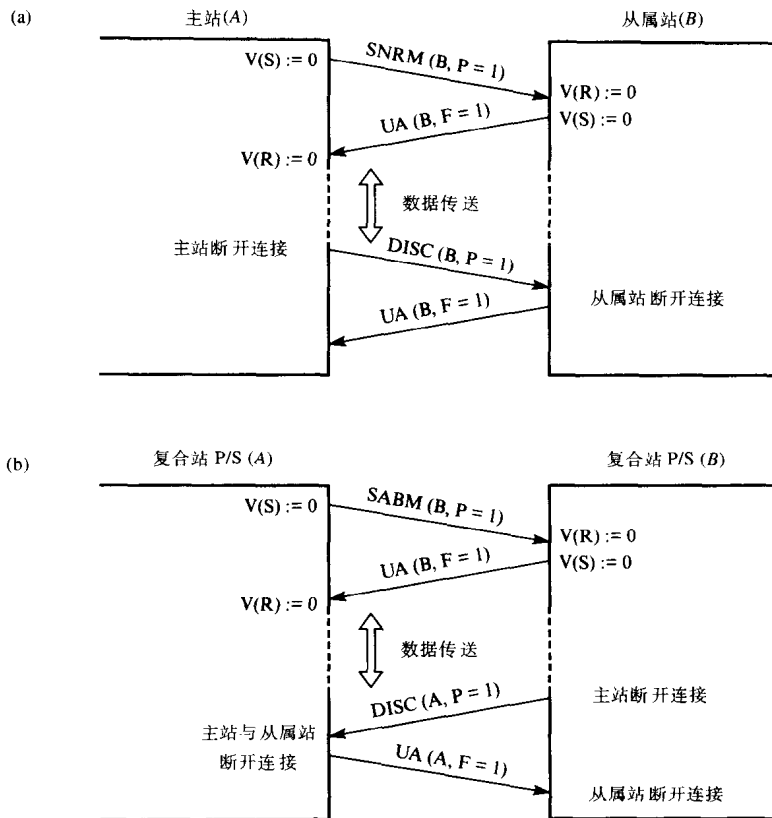 (a)
主站(A)
从属站(B)
V(S) := 0
SNRM (B, P = 1)
V(R) := 0
UA (B, F = 1)
V(S) := 0
V(R) := 0
数据传送
主站断开连接
DISC (B, P = 1)
从属站断开连接
UA (B, F = 1)
(b)
复合站 P/S (A)
复合站 P/S (B)
V(S) := 0
SABM (B, P = 1)
V(R) := 0
UA (B, F = 1)
V(S) := 0
V(R) := 0
数据传送
DISC (A, P = 1)
主站断开连接
主站与从属站
断开连接
UA (A, F = 1)
从属站断开连接